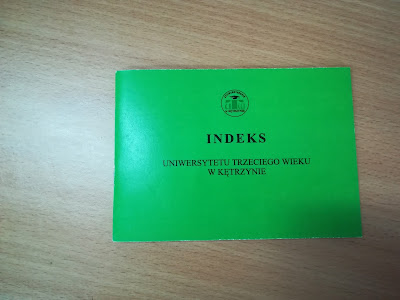 INDEKS
UNIWERSYTETU TRZECIEGO WIEKU
W KĘTRZYNIE